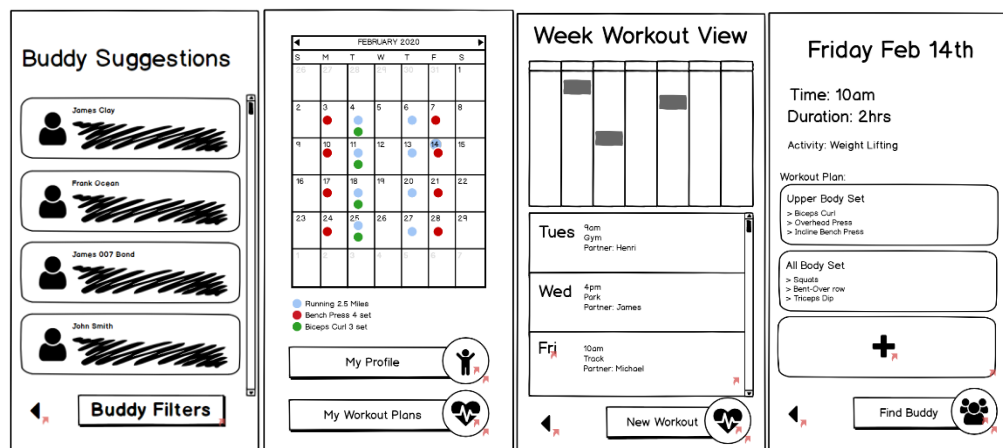 Buddy Suggestions
James Clay
Frank Ocean
James 007 Bond
John Smith
Buddy Filters
FEBRUARY 2020
S M T W T F S
26 27 28 29 30 31 1
2 3 4 5 6 7 8
9 10 11 12 13 14 15
16 17 18 19 20 21 22
23 24 25 26 27 28 29
1 2 3 4 5 6 7
Running 2.5 Miles
Bench Press 4 set
Biceps Curl 3 set
My Profile
My Workout Plans
Week Workout View
Tues
9am
Gym
Partner: Henri
Wed
4pm
Park
Partner: James
Fri
10am
Track
Partner: Michael
New Workout
Friday Feb 14th
Time: 10am
Duration: 2hrs
Activity: Weight Lifting
Workout Plan:
Upper Body Set
> Biceps Curl
> Overhead Press
> Incline Bench Press
All Body Set
> Squats
> Bent-Over row
> Triceps Dip
Find Buddy